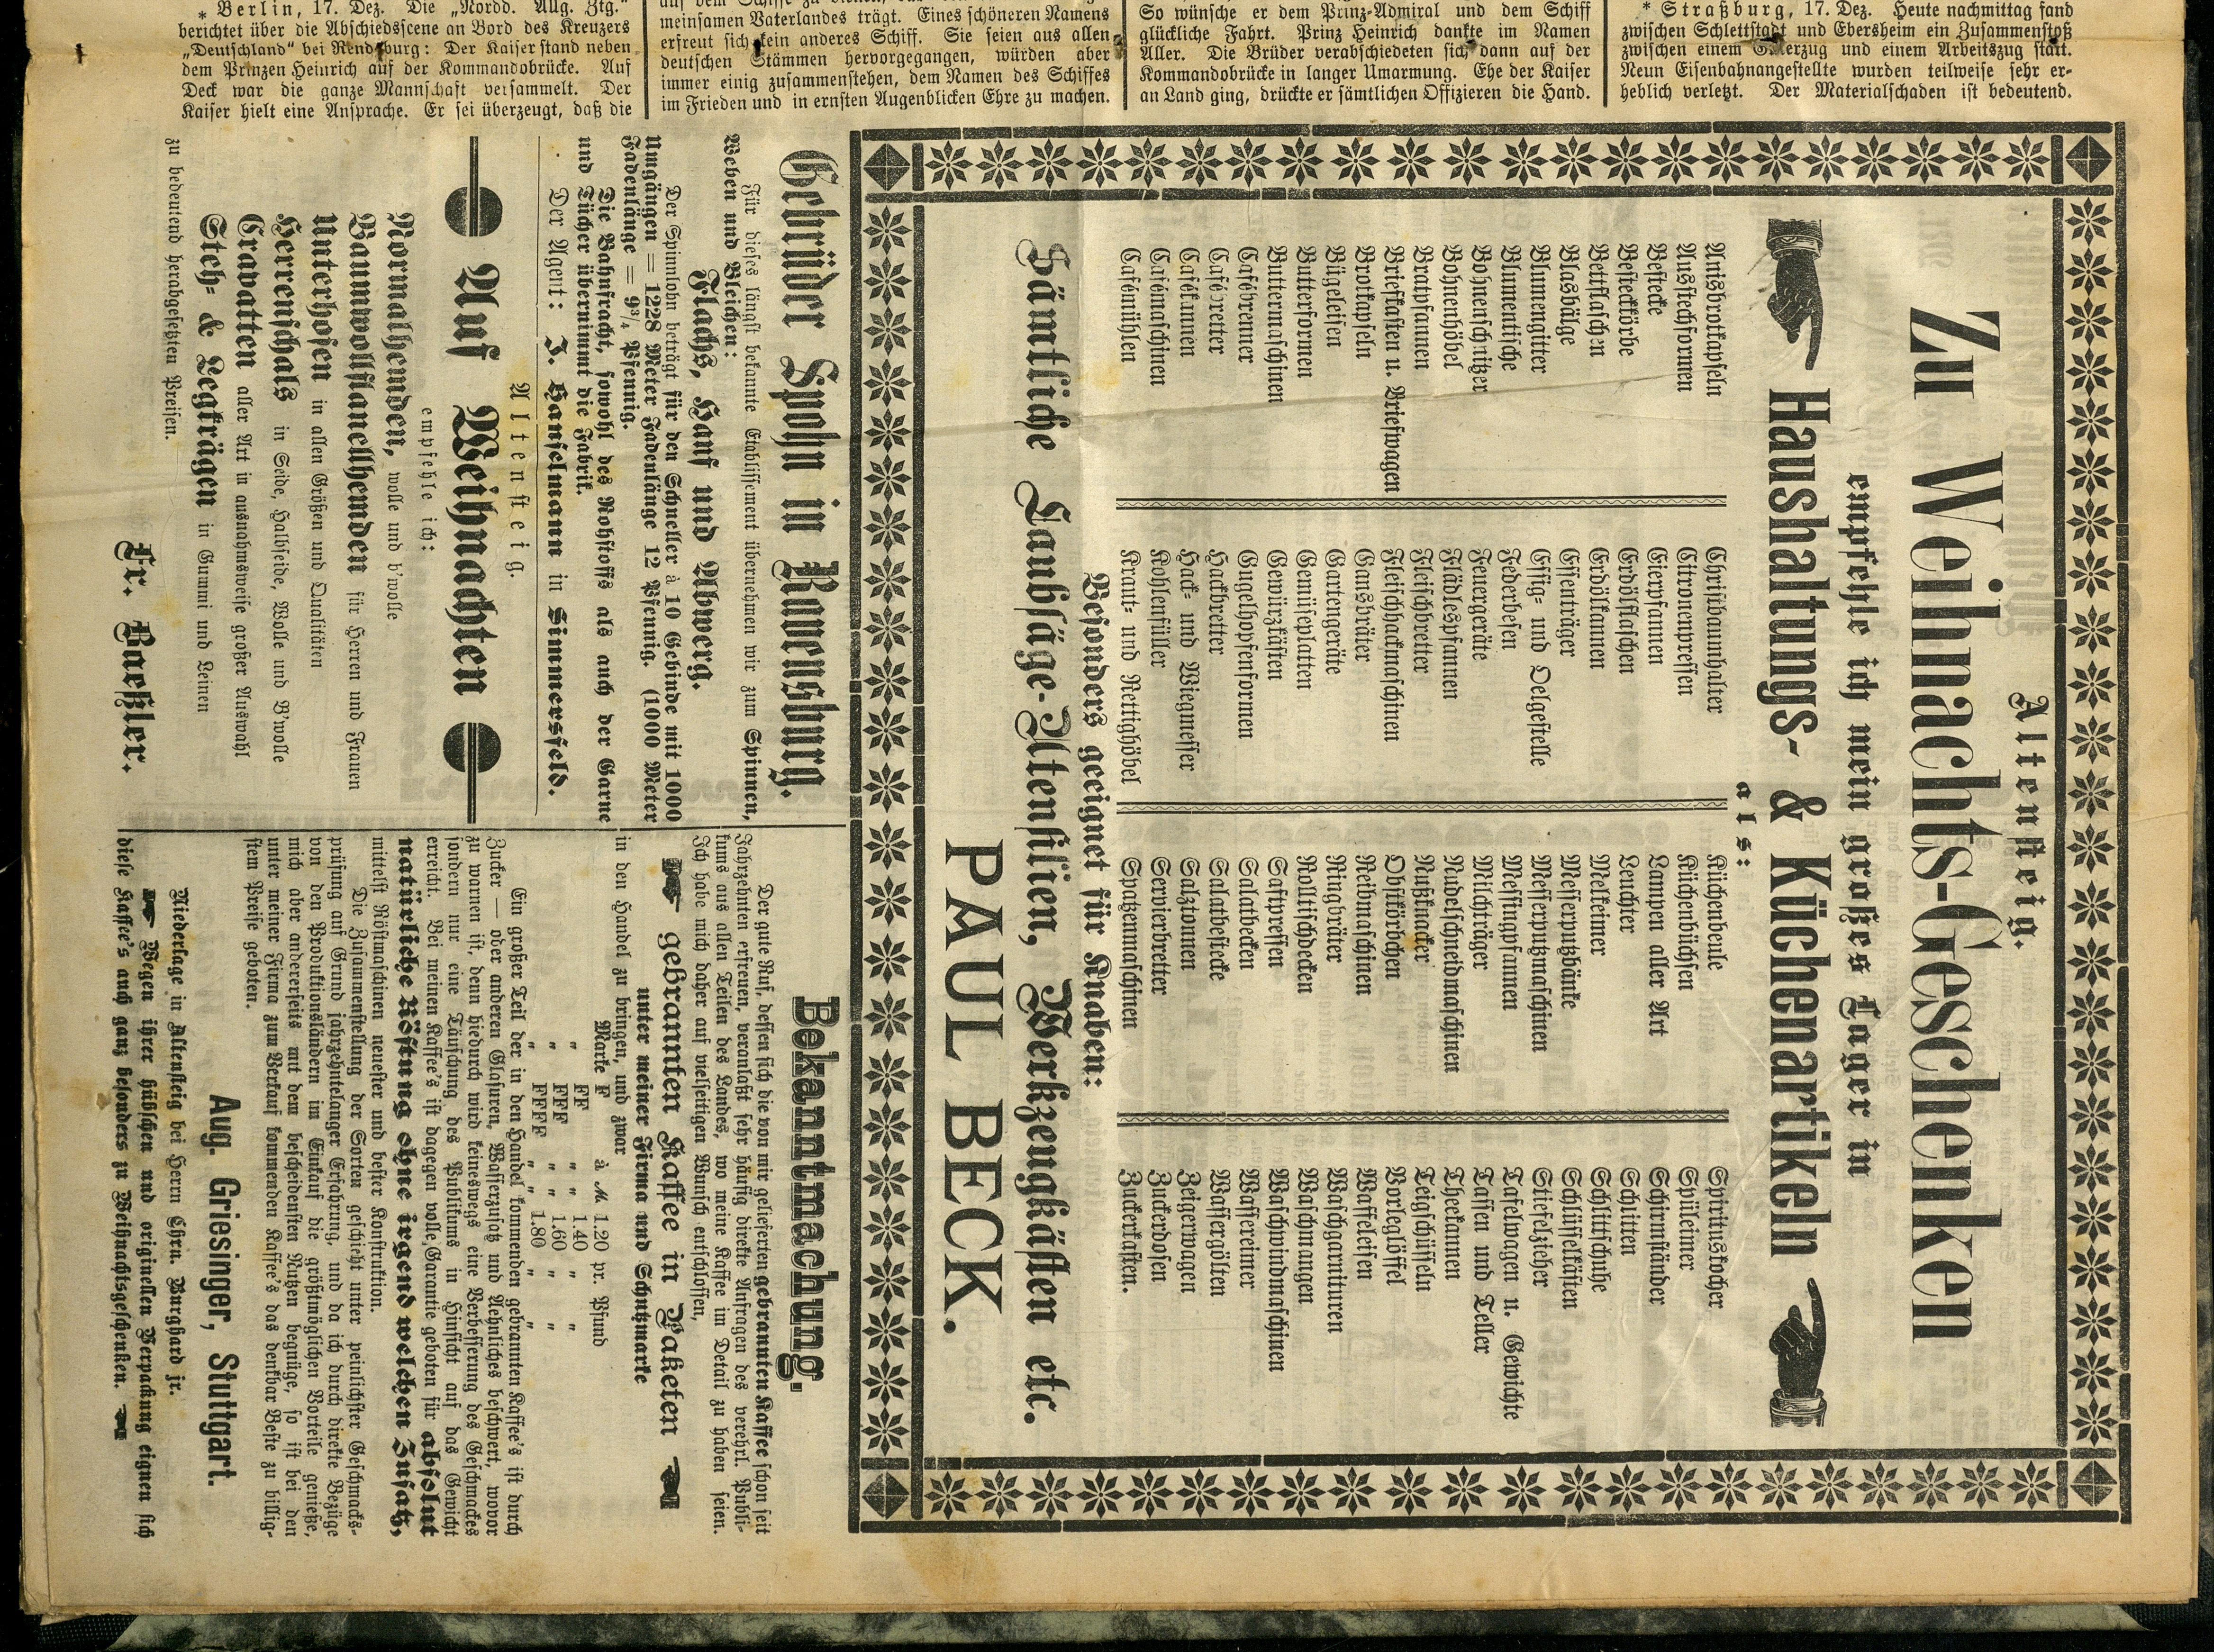 * Berlin, 17. Dez. Die „Nordd. Allg. Ztg.“
berichtet über die Abschiedsscene an Bord des Kreuzers
„Deutschland“ bei Rendsburg: Der Kaiser stand neben
dem Prinzen Heinrich auf der Kommandobrücke. Auf
Deck war die ganze Mannschaft versammelt. Der
Kaiser hielt eine Ansprache. Er sei überzeugt, daß die
meinsamen Vaterlandes trägt. Eines schöneren Namens
erfreut sich kein anderes Schiff. Sie seien aus allen
deutschen Stämmen hervorgegangen, würden aber
immer einig zusammenstehen, dem Namen des Schiffes
im Frieden und in ernsten Augenblicken Ehre zu machen.
So wünsche er dem Prinz-Admiral und dem Schiff
glückliche Fahrt. Prinz Heinrich dankte im Namen
Aller. Die Brüder verabschiedeten sich dann auf der
Kommandobrücke in langer Umarmung. Ehe der Kaiser
an Land ging, drückte er sämtlichen Offizieren die Hand.
* Straßburg, 17. Dez. Heute nachmittag fand
zwischen Schlettstadt und Ebersheim ein Zusammenstoß
zwischen einem Güterzug und einem Arbeitszug statt.
Neun Eisenbahnangestellte wurden teilweise sehr er-
heblich verletzt. Der Materialschaden ist bedeutend.
Altensteig.
Zu Weihnachts-Geschenken
empfehle ich mein großes Lager in
Haushaltungs- & Küchenartikeln
als:
Anisbrotkapseln
Ausstechformen
Bestecke
Besteckkörbe
Bettflaschen
Blasbälge
Blumengitter
Blumentische
Bohnenschnitzer
Bohnenhöbel
Bratpfannen
Briefkasten u. Briefwagen
Brotkapseln
Bügeleisen
Butterformen
Buttermaschinen
Cafébrenner
Cafébretter
Cafékannen
Cafémaschinen
Cafémühlen
Christbaumhalter
Citronenpressen
Eierpfannen
Erdölflaschen
Erdölkannen
Essenträger
Essig- und Oelgestelle
Federbesen
Feuergeräte
Flädlespfannen
Fleischbretter
Fleischhackmaschinen
Gansbräter
Gartengeräte
Gemüseplatten
Gewürzkästen
Gugelhopfenformen
Hackbretter
Hack- und Wiegmesser
Kohlenfüller
Kraut- und Rettighöbel
Küchenbeule
Küchenbüchsen
Lampen aller Art
Leuchter
Melkeimer
Messerputzbänke
Messerputzmaschinen
Messingpfannen
Milchträger
Nudelschneidmaschinen
Nußknacker
Obstkörbchen
Reibmaschinen
Ringbräter
Rolltischdecken
Saftpressen
Salatbecken
Salatbestecke
Salztonnen
Servierbretter
Spatzenmaschinen
Spirituskocher
Spüleimer
Schirmständer
Schlitten
Schlittschuhe
Schlüsselkästen
Stiefelzieher
Tafelwagen u. Gewichte
Tassen und Teller
Theekannen
Teigschüsseln
Vorleglöffel
Waffeleisen
Waschgarnituren
Waschmangen
Waschwindmaschinen
Wassereimer
Wassergölten
Zeigerwagen
Zuckerdosen
Zuckerkasten.
Besonders geeignet für Knaben:
Sämtliche Laubsäge-Utensilien, Werkzeugkästen etc.
PAUL BECK.
Gebrüder Spohn in Ravensburg.
Für dieses längst bekannte Etablissement übernehmen wir zum Spinnen,
Weben und Bleichen:
Flachs, Hanf und Abwerg.
Der Spinnlohn beträgt für den Schneller à 10 Gebinde mit 1000
Umgängen = 1228 Meter Fadenlänge 12 Pfennig. (1000 Meter
Fadenlänge = 9¾ Pfennig.
Die Bahnfracht, sowohl des Rohstoffs als auch der Garne
und Tücher übernimmt die Fabrik.
Der Agent: J. Hanselmann in Simmersfeld.
Altensteig.
Auf Weihnachten
empfehle ich:
Normalhemden, wolle und b'wolle
Baumwollflanellhemden für Herren und Frauen
Unterhosen in allen Größen und Qualitäten
Herrenshals in Seide, Halbseide, Wolle und B'wolle
Cravatten aller Art in ausnahmsweise großer Auswahl
Steh- & Legkrägen in Gummi und Leinen
zu bedeutend herabgesetzten Preisen.
Fr. Baeßler.
Bekanntmachung.
Der gute Ruf, dessen sich die von mir gelieferten gebrannten Kaffee schon seit
Jahrzehnten erfreuen, veranlaßt sehr häufig direkte Anfragen des verehrl. Publi-
kums aus allen Teilen des Landes, wo meine Kaffee im Detail zu haben seien.
Ich habe mich daher auf vielseitigen Wunsch entschlossen,
gebrannten Kaffee in Paketen
unter meiner Firma und Schutzmarke
in den Handel zu bringen, und zwar
Marke F à M 1.20 pr. Pfund
„ FF „ „ 1.40 „ „
„ FFF „ „ 1.60 „ „
„ FFFF „ „ 1.80 „ „
Ein großer Teil der in den Handel kommenden gebrannten Kaffee's ist durch
Zucker — oder anderen Glasuren, Wasserzusatz und Aehnliches beschwert, wovor
zu warnen ist, denn hiedurch wird keineswegs eine Verbesserung des Geschmackes
sondern nur eine Täuschung des Publikums in Hinsicht auf das Gewicht
erreicht. Bei meinen Kaffee's ist dagegen volle Garantie geboten für absolut
natürliche Röstung ohne irgend welchen Zusatz,
mittelst Röstmaschinen neuester und bester Konstruktion.
Die Zusammenstellung der Sorten geschieht unter peinlichster Geschmacks-
prüfung auf Grund jahrzehntelanger Erfahrung, und da ich durch direkte Bezüge
von den Produktionsländern im Einkauf die größtmöglichen Vorteile genieße,
mich aber andererseits mit dem bescheidensten Nutzen begnüge, so ist bei den
unter meiner Firma zum Verkauf kommenden Kaffee's das denkbar Beste zu billig-
stem Preise geboten.
Aug. Griesinger, Stuttgart.
Niederlage in Altensteig bei Herrn Chrn. Burghard jr.
Wegen ihrer hübschen und originellen Verpackung eignen sich
diese Kaffee's auch ganz besonders zu Weihnachtsgeschenken.